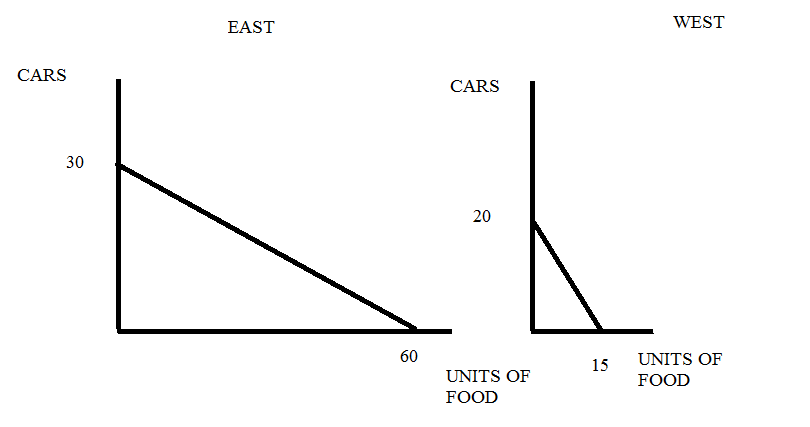 EAST
WEST
CARS
CARS
30
20
60
15
UNITS OF
FOOD
UNITS OF
FOOD